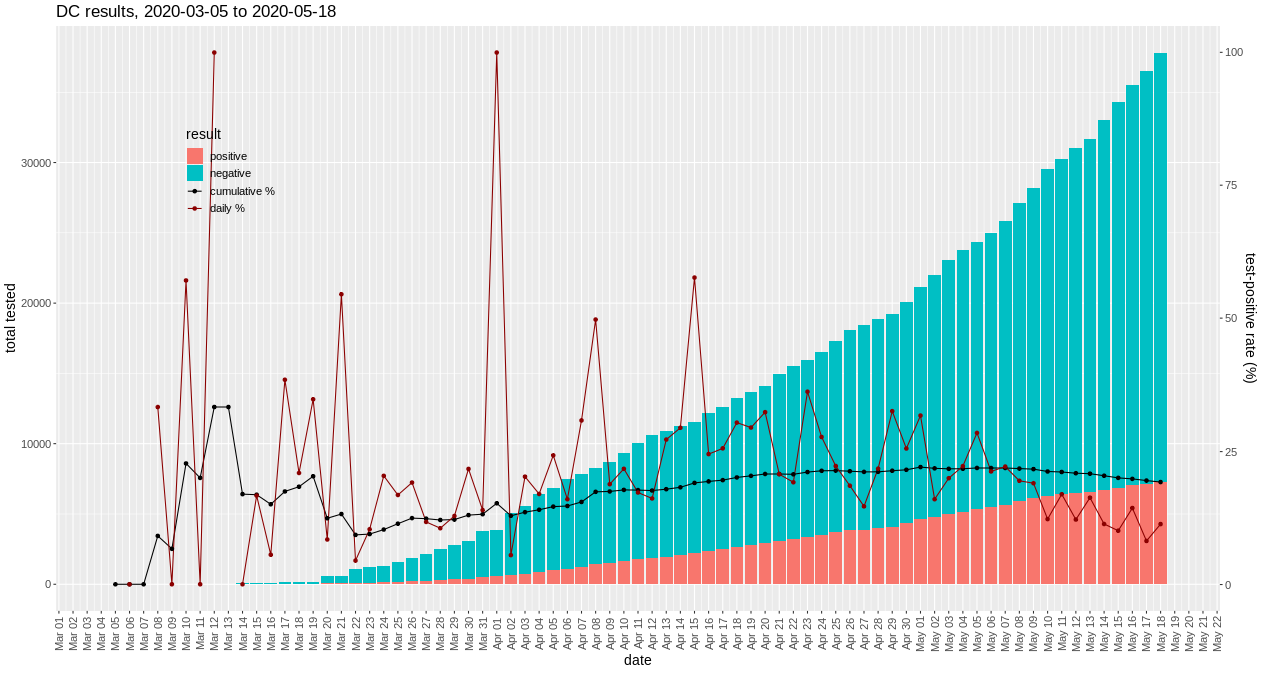 DC results, 2020-03-05 to 2020-05-18
result
positive
negative
cumulative %
daily %
total tested
30000
20000
10000
0
100
75
50
25
0
test-positive rate (%)
Mar 01
Mar 02
Mar 03
Mar 04
Mar 05
Mar 06
Mar 07
Mar 08
Mar 09
Mar 10
Mar 11
Mar 12
Mar 13
Mar 14
Mar 15
Mar 16
Mar 17
Mar 18
Mar 19
Mar 20
Mar 21
Mar 22
Mar 23
Mar 24
Mar 25
Mar 26
Mar 27
Mar 28
Mar 29
Mar 30
Mar 31
Apr 01
Apr 02
Apr 03
Apr 04
Apr 05
Apr 06
Apr 07
Apr 08
Apr 09
Apr 10
Apr 11
Apr 12
Apr 13
Apr 14
Apr 15
Apr 16
Apr 17
Apr 18
Apr 19
Apr 20
Apr 21
Apr 22
Apr 23
Apr 24
Apr 25
Apr 26
Apr 27
Apr 28
Apr 29
Apr 30
May 01
May 02
May 03
May 04
May 05
May 06
May 07
May 08
May 09
May 10
May 11
May 12
May 13
May 14
May 15
May 16
May 17
May 18
May 19
May 20
May 21
May 22
date